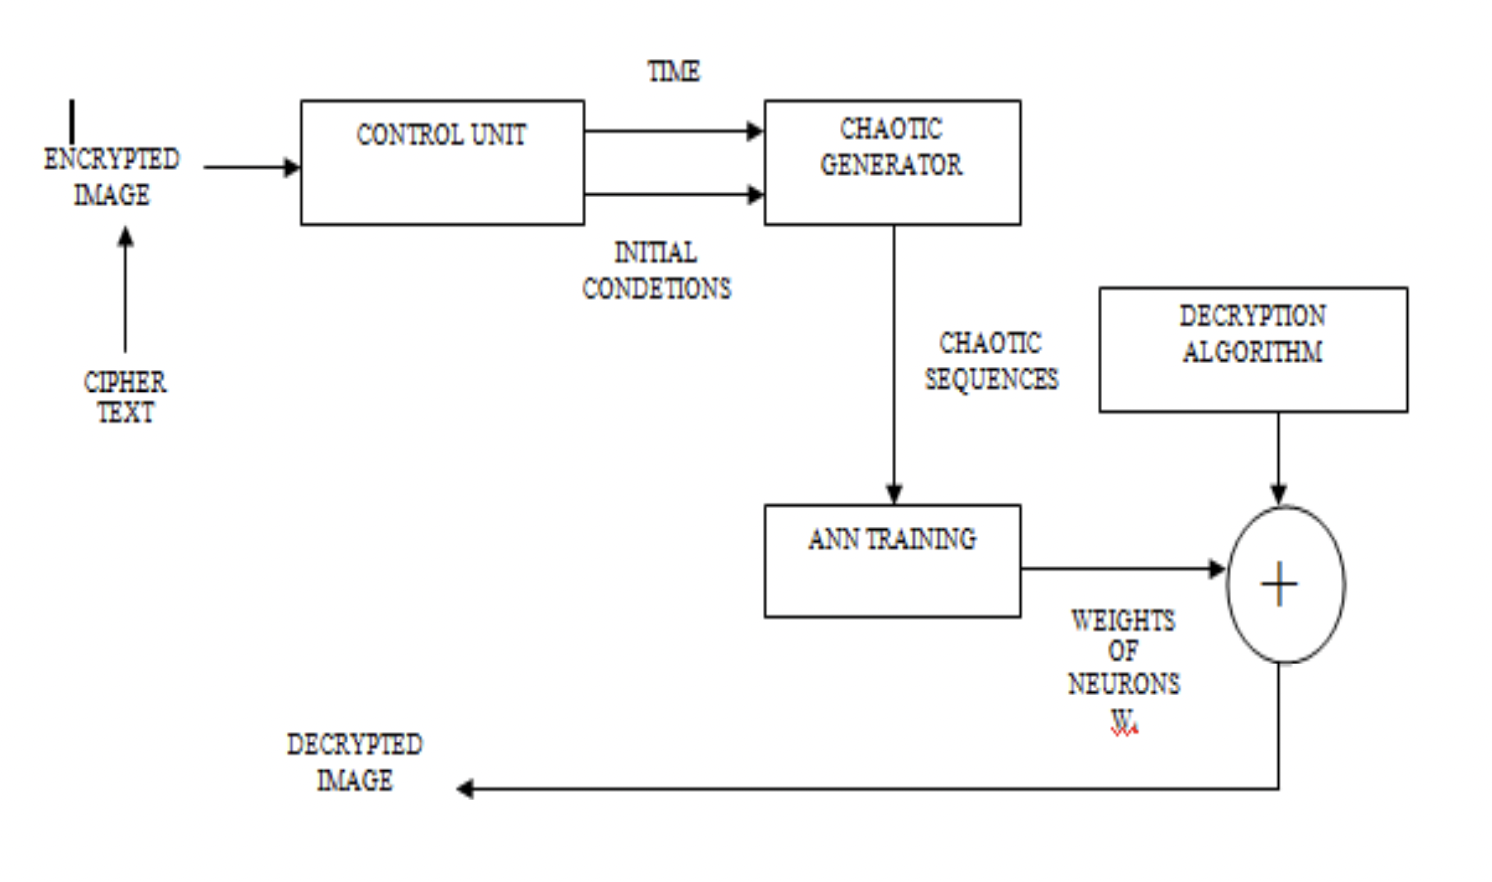 TIME
CONTROL UNIT
CHAOTIC
GENERATOR
ENCRYPTED
IMAGE
INITIAL
CONDETIONS
CIPHER
TEXT
CHAOTIC
SEQUENCES
DECRYPTION
ALGORITHM
ANN TRAINING
+
WEIGHTS
OF
NEURONS
W.
DECRYPTED
IMAGE